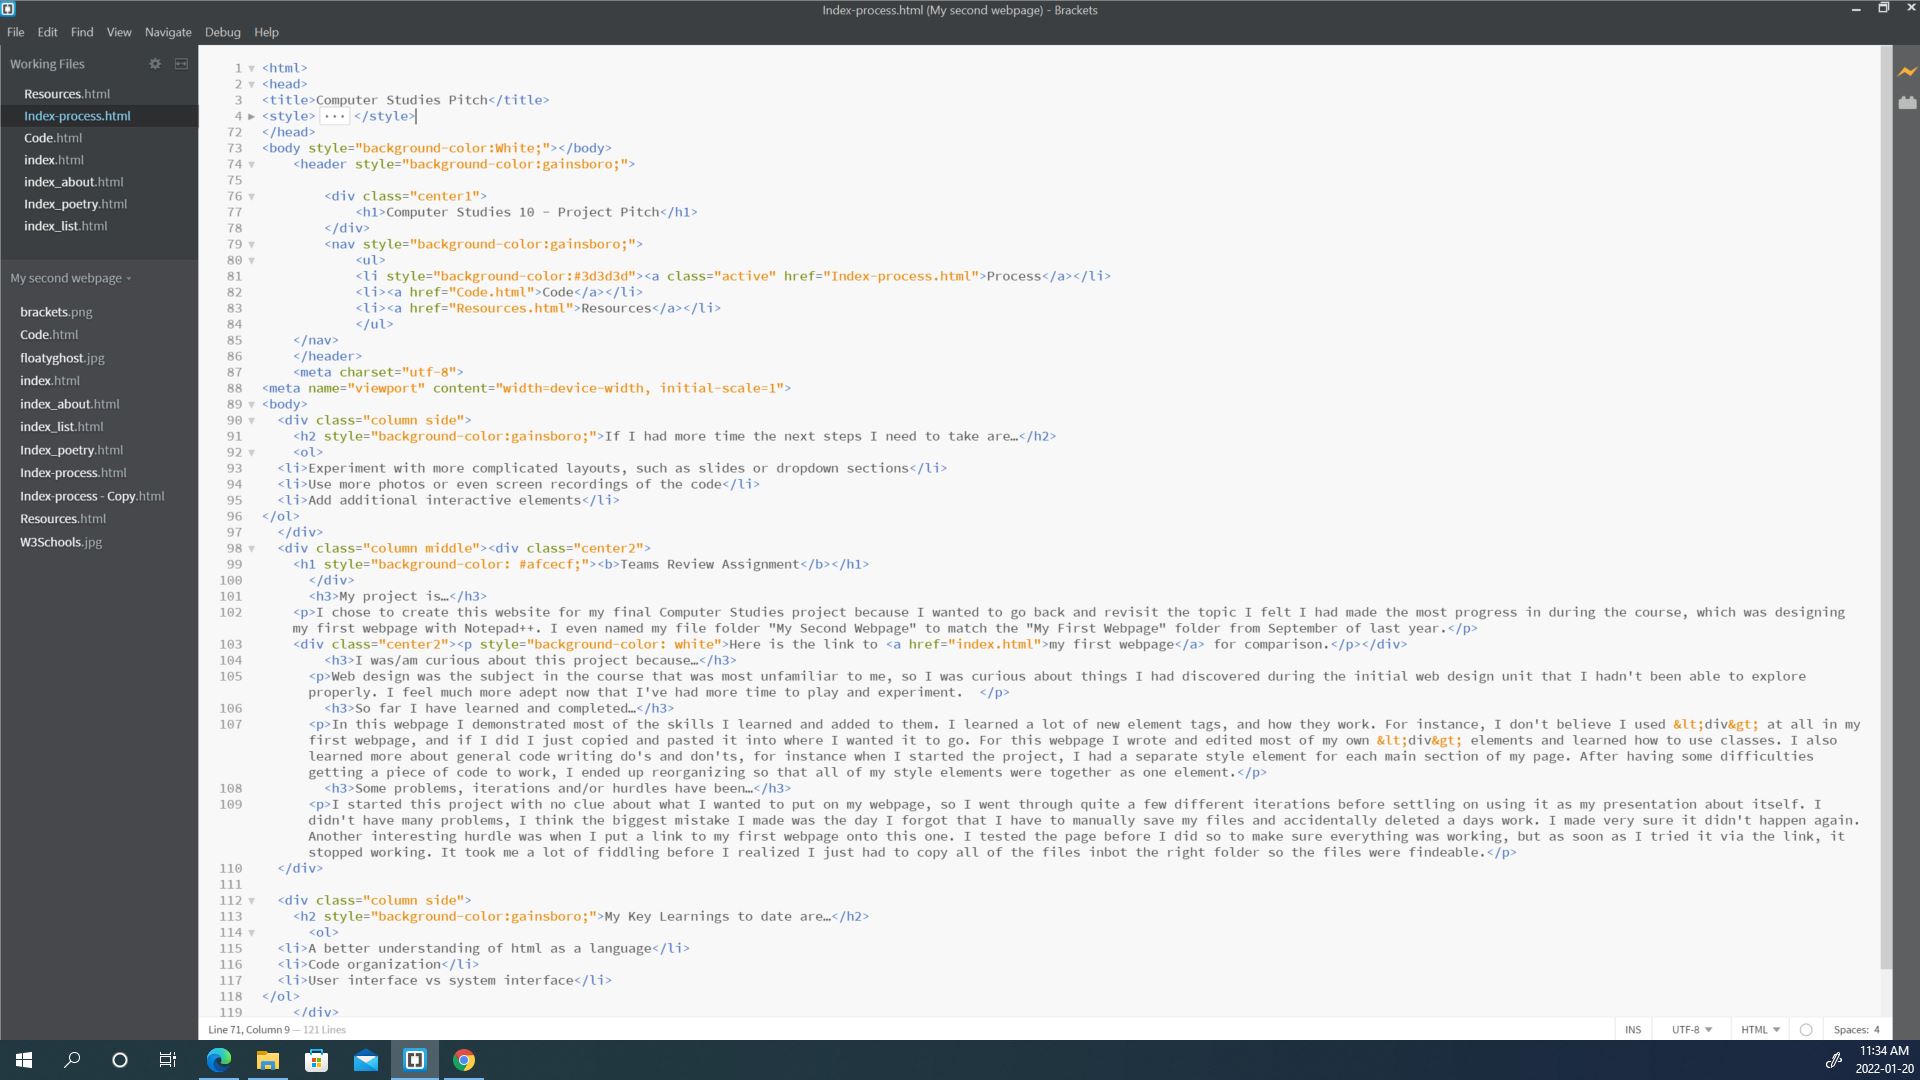 Index-process.html (My second webpage) - Brackets
File Edit Find View Navigate Debug Help
Working Files
Resources.html
Index-process.html
Code.html
index.html
index_about.html
Index_poetry.html
index_list.html
My second webpage
brackets.png
Code.html
floatyghost.jpg
index.html
index_about.html
index_list.html
Index_poetry.html
Index-process.html
Index-process - Copy.html
Resources.html
W3Schools.jpg
1 <html>
2 <head>
3 <title>Computer Studies Pitch</title>
4 <style> ··· </style>
72 </head>
73 <body style="background-color:White;"></body>
74 <header style="background-color:gainsboro;">
75
76 <div class="center1">
77 <h1>Computer Studies 10 - Project Pitch</h1>
78 </div>
79 <nav style="background-color:gainsboro;">
80 <ul>
81 <li style="background-color:#3d3d3d"><a class="active" href="Index-process.html">Process</a></li>
82 <li><a href="Code.html">Code</a></li>
83 <li><a href="Resources.html">Resources</a></li>
84 </ul>
85 </nav>
86 </header>
87 <meta charset="utf-8">
88 <meta name="viewport" content="width=device-width, initial-scale=1">
89 <body>
90 <div class="column side">
91 <h2 style="background-color:gainsboro;">If I had more time the next steps I need to take are…</h2>
92 <ol>
93 <li>Experiment with more complicated layouts, such as slides or dropdown sections</li>
94 <li>Use more photos or even screen recordings of the code</li>
95 <li>Add additional interactive elements</li>
96 </ol>
97 </div>
98 <div class="column middle"><div class="center2">
99 <h1 style="background-color: #afcecf;"><b>Teams Review Assignment</b></h1>
100 </div>
101 <h3>My project is…</h3>
102 <p>I chose to create this website for my final Computer Studies project because I wanted to go back and revisit the topic I felt I had made the most progress in during the course, which was designing
my first webpage with Notepad++. I even named my file folder "My Second Webpage" to match the "My First Webpage" folder from September of last year.</p>
103 <div class="center2"><p style="background-color: white">Here is the link to <a href="index.html">my first webpage</a> for comparison.</p></div>
104 <h3>I was/am curious about this project because…</h3>
105 <p>Web design was the subject in the course that was most unfamiliar to me, so I was curious about things I had discovered during the initial web design unit that I hadn't been able to explore
properly. I feel much more adept now that I've had more time to play and experiment.  </p>
106 <h3>So far I have learned and completed…</h3>
107 <p>In this webpage I demonstrated most of the skills I learned and added to them. I learned a lot of new element tags, and how they work. For instance, I don't believe I used &lt;div&gt; at all in my
first webpage, and if I did I just copied and pasted it into where I wanted it to go. For this webpage I wrote and edited most of my own &lt;div&gt; elements and learned how to use classes. I also
learned more about general code writing do's and don'ts, for instance when I started the project, I had a separate style element for each main section of my page. After having some difficulties
getting a piece of code to work, I ended up reorganizing so that all of my style elements were together as one element.</p>
108 <h3>Some problems, iterations and/or hurdles have been…</h3>
109 <p>I started this project with no clue about what I wanted to put on my webpage, so I went through quite a few different iterations before settling on using it as my presentation about itself. I
didn't have many problems, I think the biggest mistake I made was the day I forgot that I have to manually save my files and accidentally deleted a days work. I made very sure it didn't happen again.
Another interesting hurdle was when I put a link to my first webpage onto this one. I tested the page before I did so to make sure everything was working, but as soon as I tried it via the link, it
stopped working. It took me a lot of fiddling before I realized I just had to copy all of the files inbot the right folder so the files were findeable.</p>
110 </div>
111
112 <div class="column side">
113 <h2 style="background-color:gainsboro;">My Key Learnings to date are…</h2>
114 <ol>
115 <li>A better understanding of html as a language</li>
116 <li>Code organization</li>
117 <li>User interface vs system interface</li>
118 </ol>
119 </div>
Line 71, Column 9 — 121 Lines
INS UTF-8 HTML Spaces: 4
11:34 AM
2022-01-20